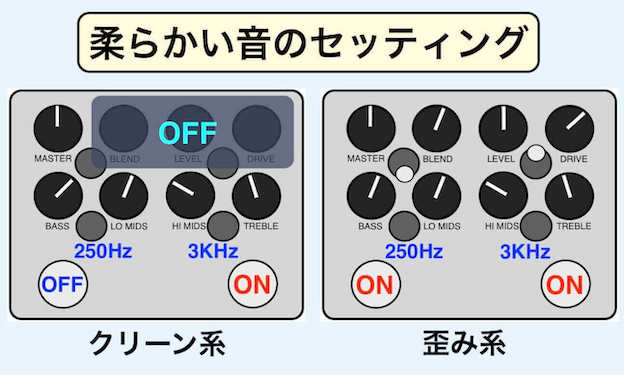 柔らかい音のセッティング
OFF
MASTER BLEND LEVEL DRIVE
BASS LO MIDS HI MIDS TREBLE
250Hz 3KHz
OFF ON
クリーン系
MASTER BLEND LEVEL DRIVE
BASS LO MIDS HI MIDS TREBLE
250Hz 3KHz
ON ON
歪み系